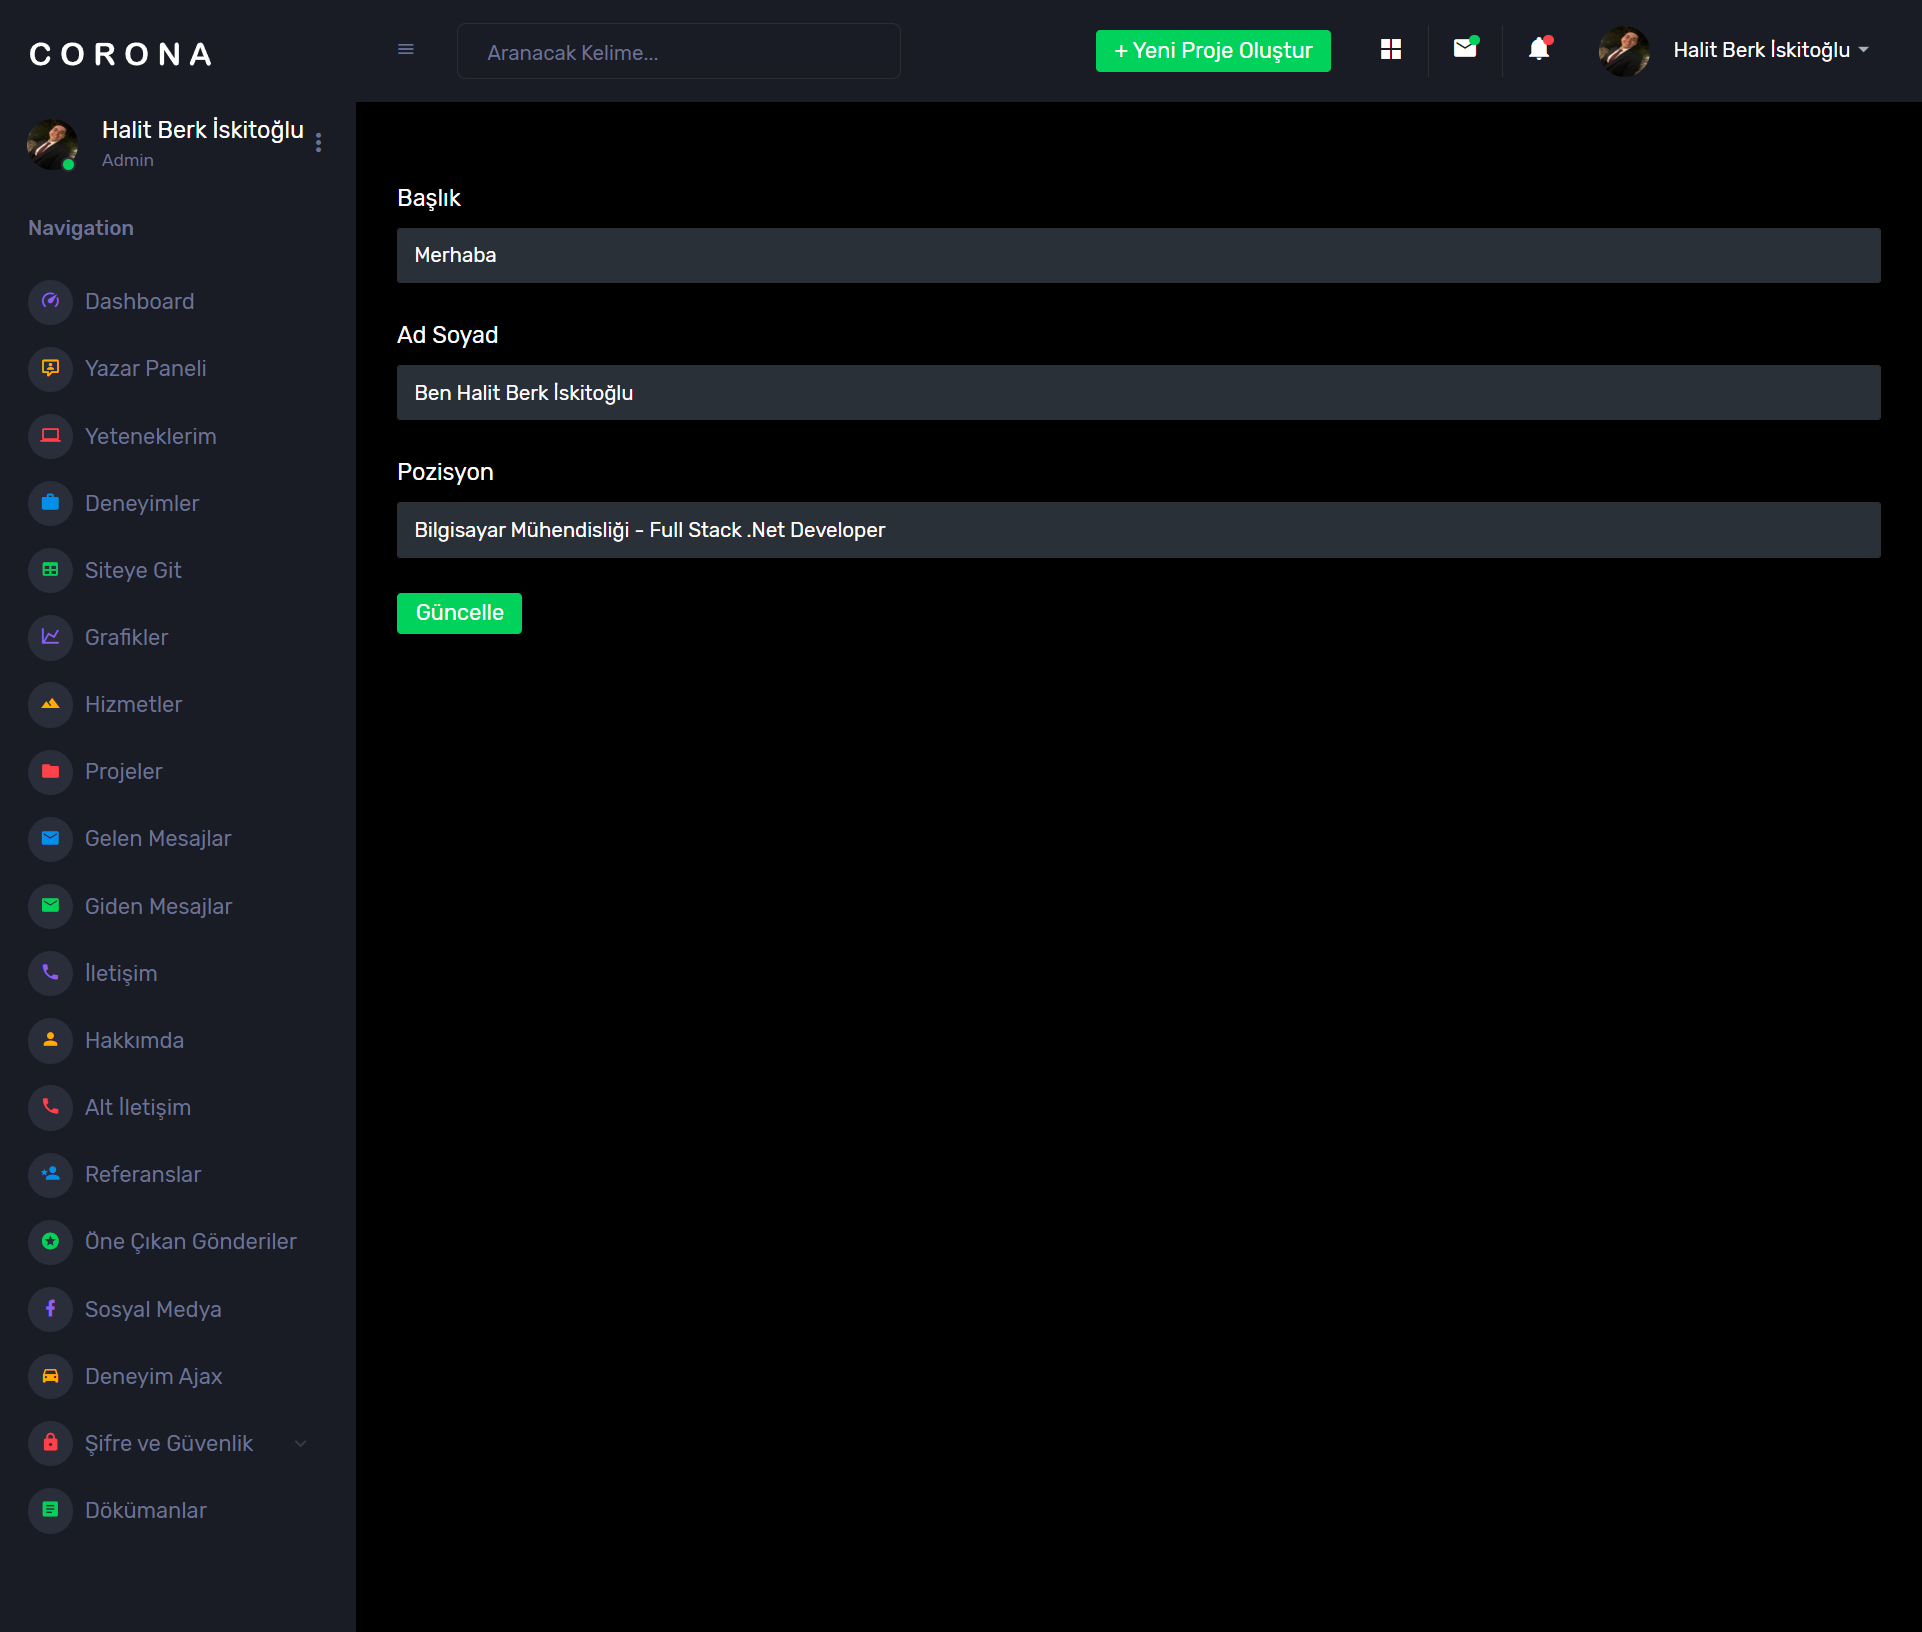 CORONA
Aranacak Kelime...
+ Yeni Proje Oluştur
Halit Berk İskitoğlu
Halit Berk İskitoğlu
Admin
Navigation
Dashboard
Yazar Paneli
Yeteneklerim
Deneyimler
Siteye Git
Grafikler
Hizmetler
Projeler
Gelen Mesajlar
Giden Mesajlar
İletişim
Hakkımda
Alt İletişim
Referanslar
Öne Çıkan Gönderiler
Sosyal Medya
Deneyim Ajax
Şifre ve Güvenlik
Dökümanlar
Başlık
Merhaba
Ad Soyad
Ben Halit Berk İskitoğlu
Pozisyon
Bilgisayar Mühendisliği - Full Stack .Net Developer
Güncelle